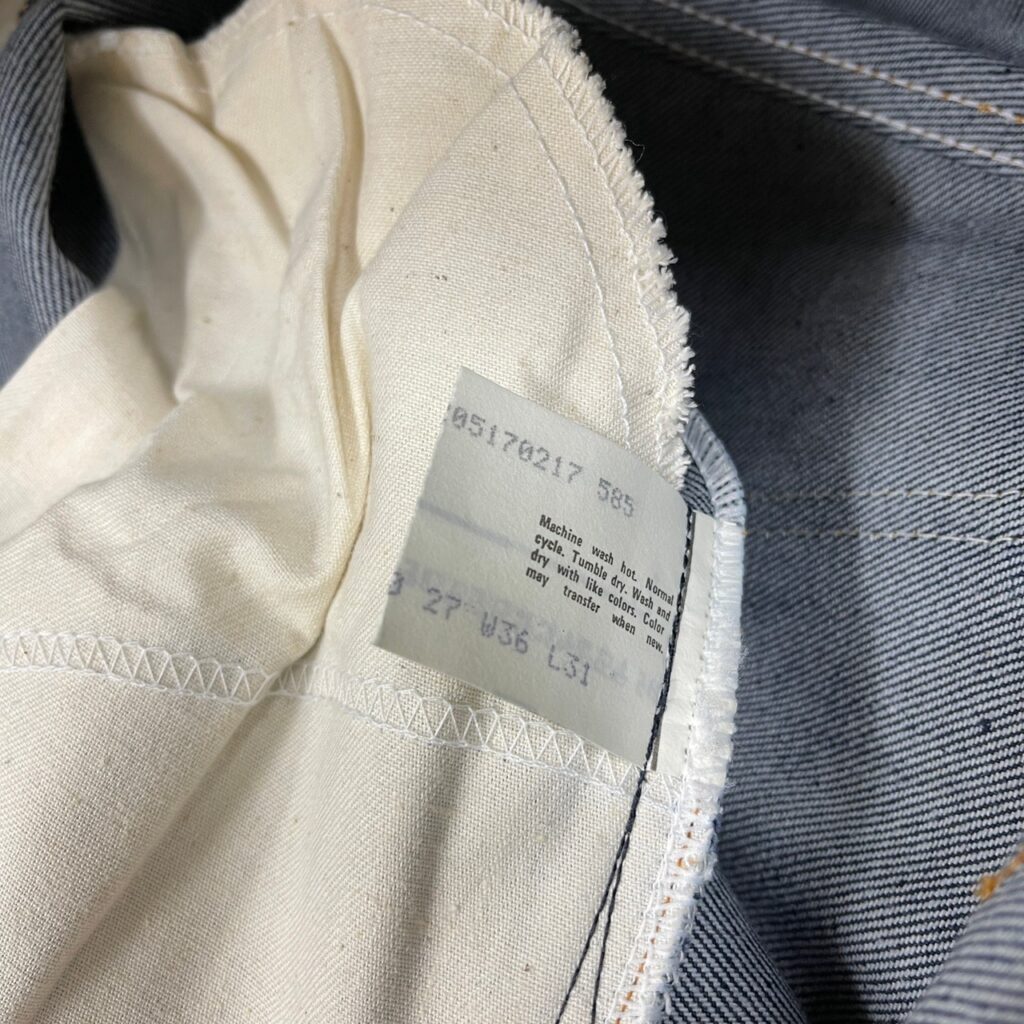 05170217 585
Machine wash hot. Normal
cycle. Tumble dry. Wash and
dry with like colors. Color
may transfer when new.
27 W36 L31